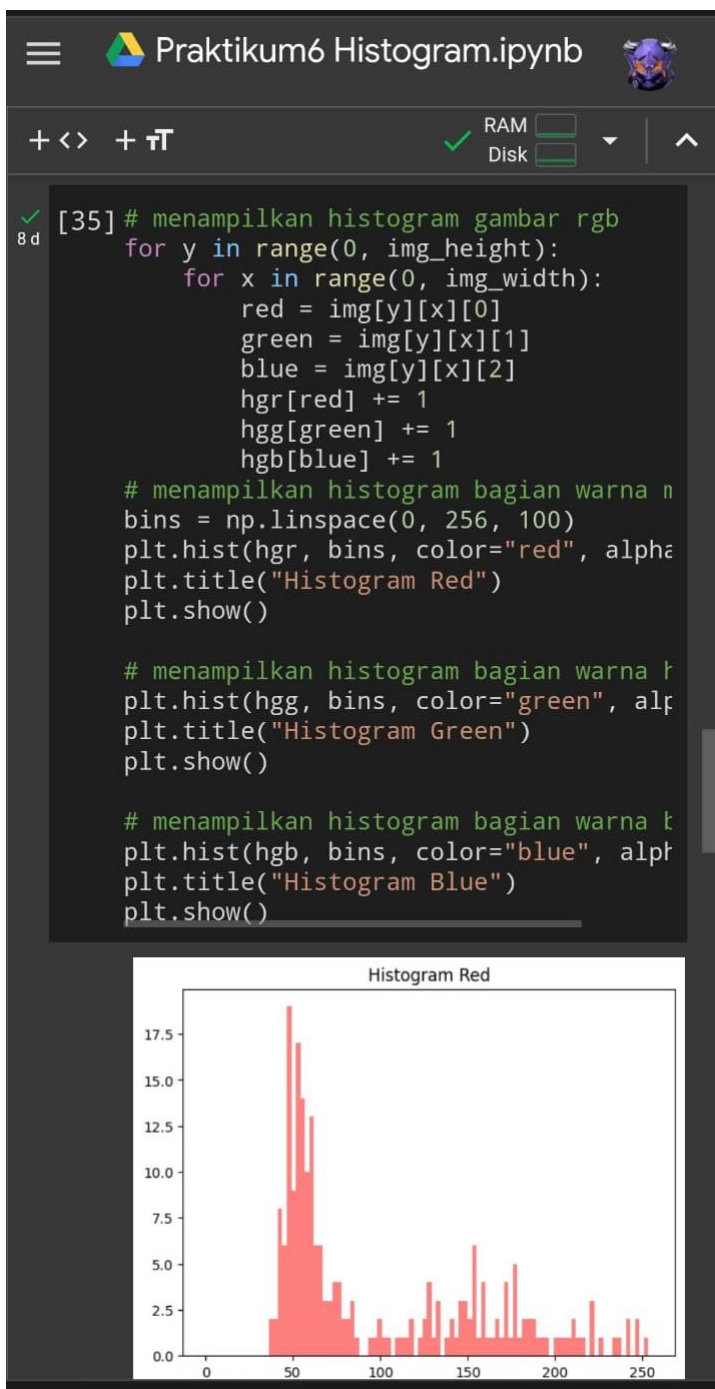 Praktikum6 Histogram.ipynb
+ <> + TT
RAM
Disk
8 d
[35] # menampilkan histogram gambar rgb
for y in range(0, img_height):
    for x in range(0, img_width):
        red = img[y][x][0]
        green = img[y][x][1]
        blue = img[y][x][2]
        hgr[red] += 1
        hgg[green] += 1
        hgb[blue] += 1
# menampilkan histogram bagian warna m
bins = np.linspace(0, 256, 100)
plt.hist(hgr, bins, color="red", alpha
plt.title("Histogram Red")
plt.show()
# menampilkan histogram bagian warna h
plt.hist(hgg, bins, color="green", alp
plt.title("Histogram Green")
plt.show()
# menampilkan histogram bagian warna b
plt.hist(hgb, bins, color="blue", alph
plt.title("Histogram Blue")
plt.show()
Histogram Red
17.5
15.0
12.5
10.0
7.5
5.0
2.5
0.0
0 50 100 150 200 250